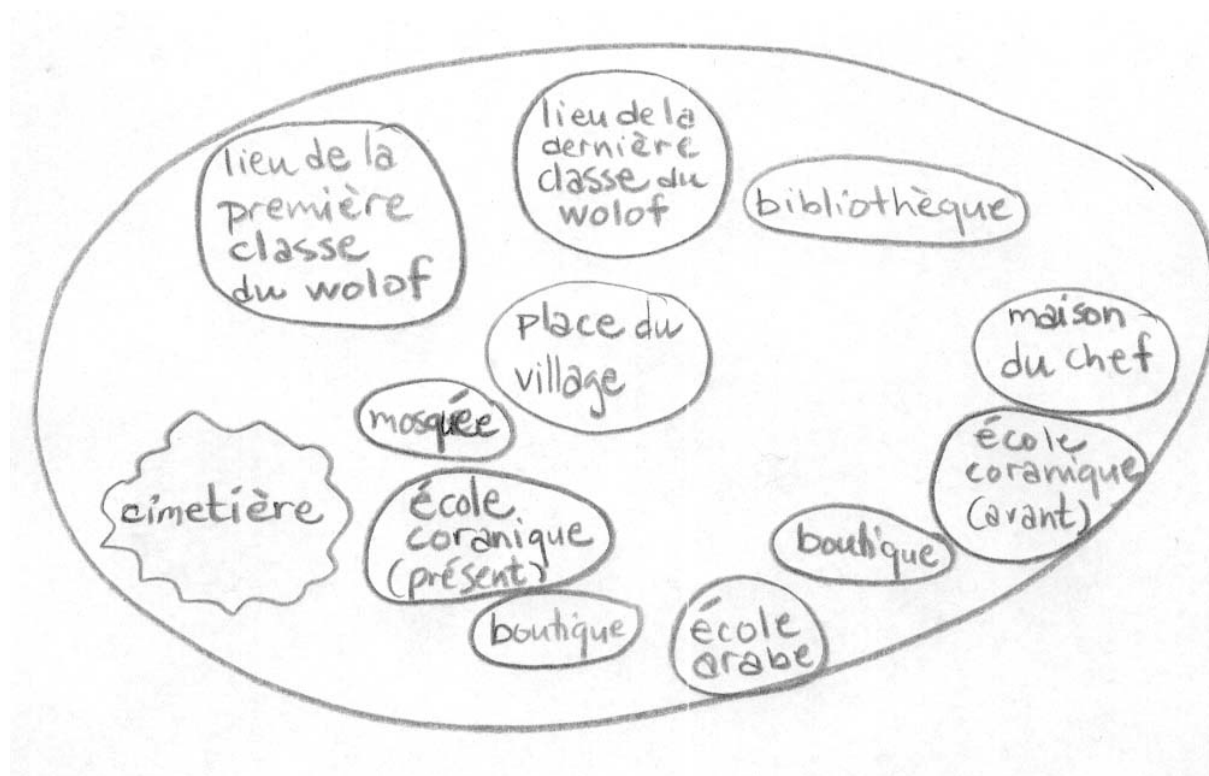 lieu de la
première
classe
du wolof
lieu de la
dernière
classe du
wolof
bibliothèque
place du
village
maison
du chef
mosquée
école
coranique
(avant)
cimetière
école
coranique
(présent)
boutique
boutique
école
arabe